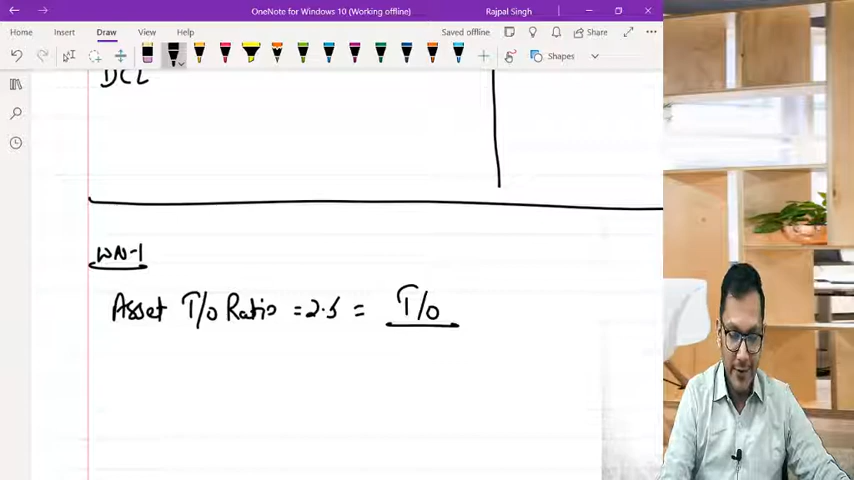 OneNote for Windows 10 (Working offline)
Rajpal Singh
Home Insert Draw View Help
Saved offline
Share
Shapes
DCL
WN-1
Asset T/o Ratio = 2.5 = T/o